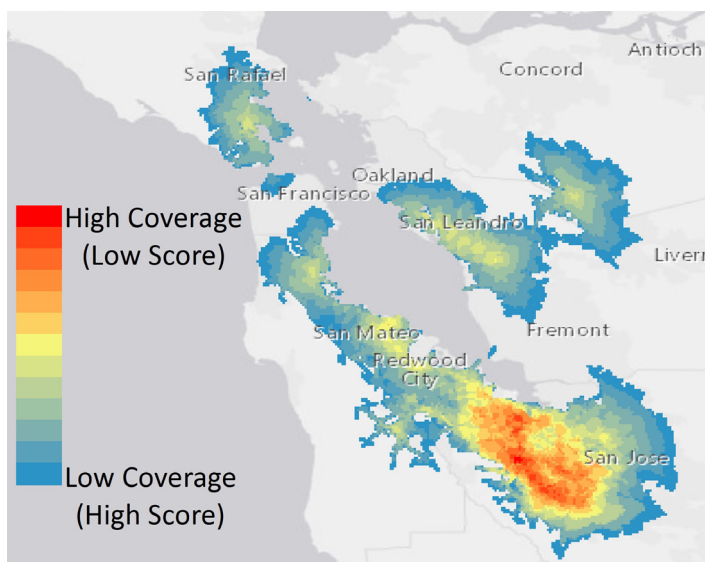 Antioch
Concord
San Rafael
Oakland
San Francisco
San Leandro
High Coverage
(Low Score)
Liverm
San Mateo
Fremont
Redwood
City
San Jose
Low Coverage
(High Score)